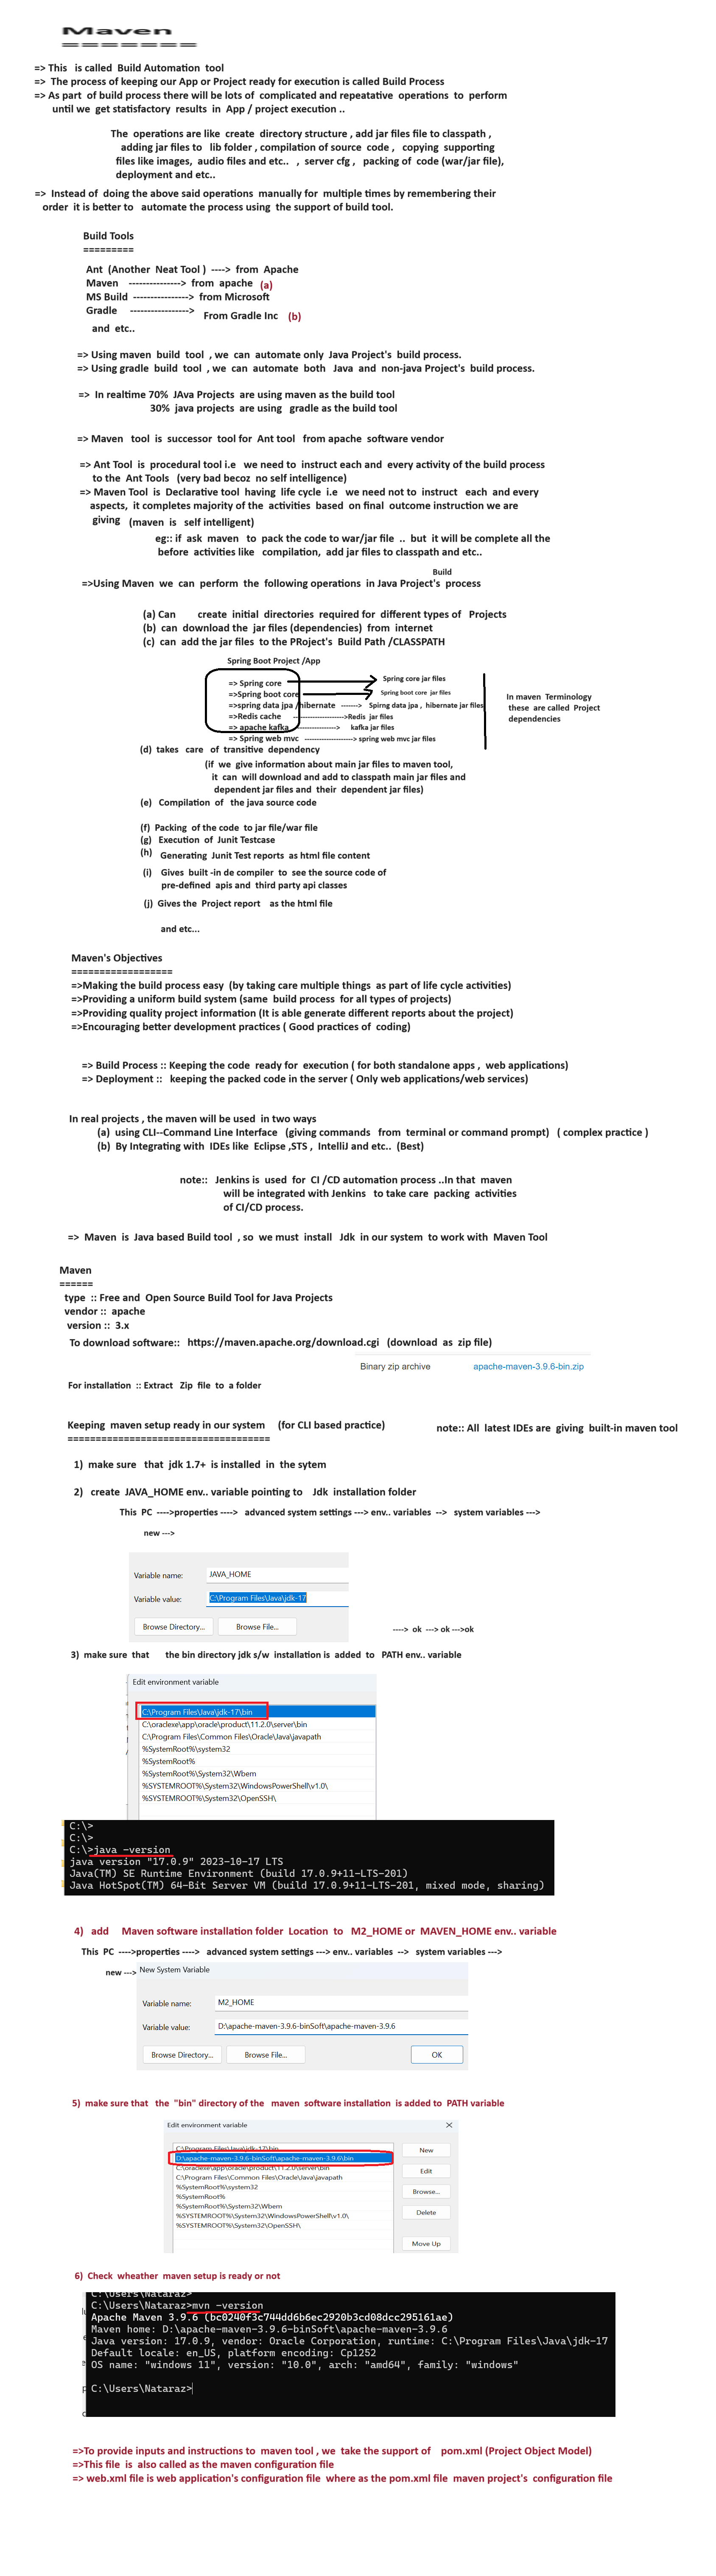 Maven
=======
=> This is called Build Automation tool
=> The process of keeping our App or Project ready for execution is called Build Process
=> As part of build process there will be lots of complicated and repeatative operations to perform
until we get statisfactory results in App / project execution ..
The operations are like create directory structure , add jar files file to classpath ,
adding jar files to lib folder , compilation of source code , copying supporting
files like images, audio files and etc.. , server cfg , packing of code (war/jar file),
deployment and etc..
=> Instead of doing the above said operations manually for multiple times by remembering their
order it is better to automate the process using the support of build tool.
Build Tools
=========
Ant (Another Neat Tool ) ----> from Apache
Maven ---------------> from apache (a)
MS Build ----------------> from Microsoft
Gradle -----------------> From Gradle Inc (b)
and etc..
=> Using maven build tool , we can automate only Java Project's build process.
=> Using gradle build tool , we can automate both Java and non-java Project's build process.
=> In realtime 70% JAva Projects are using maven as the build tool
30% java projects are using gradle as the build tool
=> Maven tool is successor tool for Ant tool from apache software vendor
=> Ant Tool is procedural tool i.e we need to instruct each and every activity of the build process
to the Ant Tools (very bad becoz no self intelligence)
=> Maven Tool is Declarative tool having life cycle i.e we need not to instruct each and every
aspects, it completes majority of the activities based on final outcome instruction we are
giving (maven is self intelligent)
eg:: if ask maven to pack the code to war/jar file .. but it will be complete all the
before activities like compilation, add jar files to classpath and etc..
Build
=>Using Maven we can perform the following operations in Java Project's process
(a) Can create initial directories required for different types of Projects
(b) can download the jar files (dependencies) from internet
(c) can add the jar files to the PRoject's Build Path /CLASSPATH
Spring Boot Project /App
=> Spring core Spring core jar files
=>Spring boot core Spring boot core jar files
=>spring data jpa /hibernate -------> Spring data jpa , hibernate jar files
=>Redis cache --------------------->Redis jar files
=> apache kafka -----------------> kafka jar files
=> Spring web mvc --------------------> spring web mvc jar files
In maven Terminology
these are called Project
dependencies
(d) takes care of transitive dependency
(if we give information about main jar files to maven tool,
it can will download and add to classpath main jar files and
dependent jar files and their dependent jar files)
(e) Compilation of the java source code
(f) Packing of the code to jar file/war file
(g) Execution of Junit Testcase
(h) Generating Junit Test reports as html file content
(i) Gives built -in de compiler to see the source code of
pre-defined apis and third party api classes
(j) Gives the Project report as the html file
and etc...
Maven's Objectives
==================
=>Making the build process easy (by taking care multiple things as part of life cycle activities)
=>Providing a uniform build system (same build process for all types of projects)
=>Providing quality project information (It is able generate different reports about the project)
=>Encouraging better development practices ( Good practices of coding)
=> Build Process :: Keeping the code ready for execution ( for both standalone apps , web applications)
=> Deployment :: keeping the packed code in the server ( Only web applications/web services)
In real projects , the maven will be used in two ways
(a) using CLI--Command Line Interface (giving commands from terminal or command prompt) ( complex practice )
(b) By Integrating with IDEs like Eclipse ,STS , IntelliJ and etc.. (Best)
note:: Jenkins is used for CI /CD automation process ..In that maven
will be integrated with Jenkins to take care packing activities
of CI/CD process.
=> Maven is Java based Build tool , so we must install Jdk in our system to work with Maven Tool
Maven
======
type :: Free and Open Source Build Tool for Java Projects
vendor :: apache
version :: 3.x
To download software:: https://maven.apache.org/download.cgi (download as zip file)
Binary zip archive apache-maven-3.9.6-bin.zip
For installation :: Extract Zip file to a folder
Keeping maven setup ready in our system (for CLI based practice) note:: All latest IDEs are giving built-in maven tool
====================================
1) make sure that jdk 1.7+ is installed in the sytem
2) create JAVA_HOME env.. variable pointing to Jdk installation folder
This PC ---->properties ----> advanced system settings ---> env.. variables --> system variables --->
new --->
Variable name: JAVA_HOME
Variable value: C:\Program Files\Java\jdk-17
Browse Directory... Browse File...
----> ok ---> ok --->ok
3) make sure that the bin directory jdk s/w installation is added to PATH env.. variable
Edit environment variable
C:\Program Files\Java\jdk-17\bin
C:\oraclexe\app\oracle\product\11.2.0\server\bin
C:\Program Files\Common Files\Oracle\Java\javapath
%SystemRoot%\system32
%SystemRoot%
%SystemRoot%\System32\Wbem
%SYSTEMROOT%\System32\WindowsPowerShell\v1.0\
%SYSTEMROOT%\System32\OpenSSH\
C:\>
C:\>
C:\>java -version
java version "17.0.9" 2023-10-17 LTS
Java(TM) SE Runtime Environment (build 17.0.9+11-LTS-201)
Java HotSpot(TM) 64-Bit Server VM (build 17.0.9+11-LTS-201, mixed mode, sharing)
4) add Maven software installation folder Location to M2_HOME or MAVEN_HOME env.. variable
This PC ---->properties ----> advanced system settings ---> env.. variables --> system variables --->
new ---> New System Variable
Variable name: M2_HOME
Variable value: D:\apache-maven-3.9.6-binSoft\apache-maven-3.9.6
Browse Directory... Browse File... OK
5) make sure that the "bin" directory of the maven software installation is added to PATH variable
Edit environment variable
C:\Program Files\Java\jdk-17\bin
D:\apache-maven-3.9.6-binSoft\apache-maven-3.9.6\bin
C:\oraclexe\app\oracle\product\11.2.0\server\bin
C:\Program Files\Common Files\Oracle\Java\javapath
%SystemRoot%\system32
%SystemRoot%
%SystemRoot%\System32\Wbem
%SYSTEMROOT%\System32\WindowsPowerShell\v1.0\
%SYSTEMROOT%\System32\OpenSSH\
New
Edit
Browse...
Delete
Move Up
6) Check wheather maven setup is ready or not
C:\Users\Nataraz>
C:\Users\Nataraz>mvn -version
Apache Maven 3.9.6 (bc0240f3c744dd6b6ec2920b3cd08dcc295161ae)
Maven home: D:\apache-maven-3.9.6-binSoft\apache-maven-3.9.6
Java version: 17.0.9, vendor: Oracle Corporation, runtime: C:\Program Files\Java\jdk-17
Default locale: en_US, platform encoding: Cp1252
OS name: "windows 11", version: "10.0", arch: "amd64", family: "windows"
C:\Users\Nataraz>
=>To provide inputs and instructions to maven tool , we take the support of pom.xml (Project Object Model)
=>This file is also called as the maven configuration file
=> web.xml file is web application's configuration file where as the pom.xml file maven project's configuration file